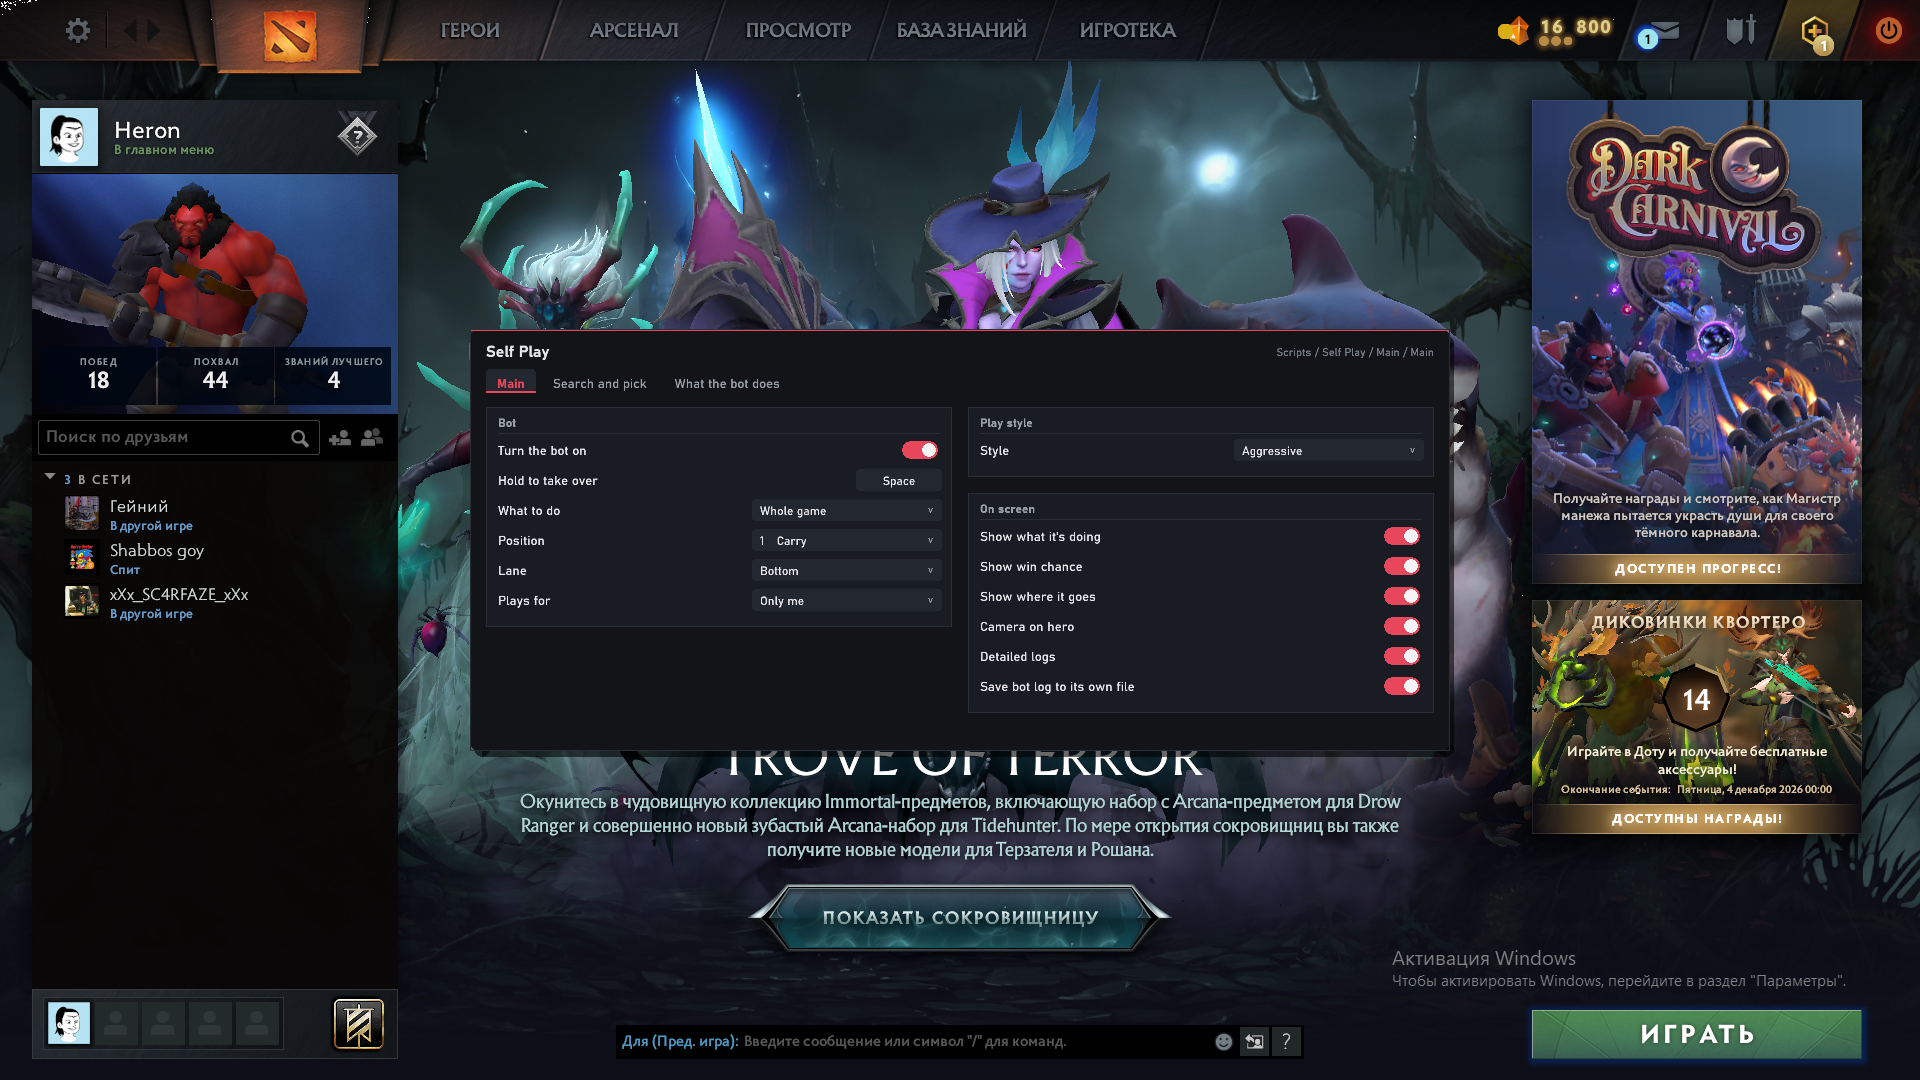 ГЕРОИ
АРСЕНАЛ
ПРОСМОТР
БАЗА ЗНАНИЙ
ИГРОТЕКА
16 800
1
1
Heron
В главном меню
?
ПОБЕД
18
ПОХВАЛ
44
ЗВАНИЙ ЛУЧШЕГО
4
Поиск по друзьям
3 В СЕТИ
Гейний
В другой игре
Shabbos goy
Спит
xXx_SC4RFAZE_xXx
В другой игре
Self Play
Scripts / Self Play / Main / Main
Main
Search and pick
What the bot does
Bot
Turn the bot on
Hold to take over
Space
What to do
Whole game
Position
1 Carry
Lane
Bottom
Plays for
Only me
Play style
Style
Aggressive
On screen
Show what it's doing
Show win chance
Show where it goes
Camera on hero
Detailed logs
Save bot log to its own file
TROVE OF TERROR
Окунитесь в чудовищную коллекцию Immortal-предметов, включающую набор с Arcana-предметом для Drow
Ranger и совершенно новый зубастый Arcana-набор для Tidehunter. По мере открытия сокровищниц вы также
получите новые модели для Терзателя и Рошана.
ПОКАЗАТЬ СОКРОВИЩНИЦУ
DARK
CARNIVAL
Получайте награды и смотрите, как Магистр
манежа пытается украсть души для своего
тёмного карнавала.
ДОСТУПЕН ПРОГРЕСС!
ДИКОВИНКИ КВОРТЕРО
14
Играйте в Доту и получайте бесплатные
аксессуары!
Окончание события: Пятница, 4 декабря 2026 00:00
ДОСТУПНЫ НАГРАДЫ!
Активация Windows
Чтобы активировать Windows, перейдите в раздел "Параметры".
Для (Пред. игра): Введите сообщение или символ "/" для команд.
?
ИГРАТЬ